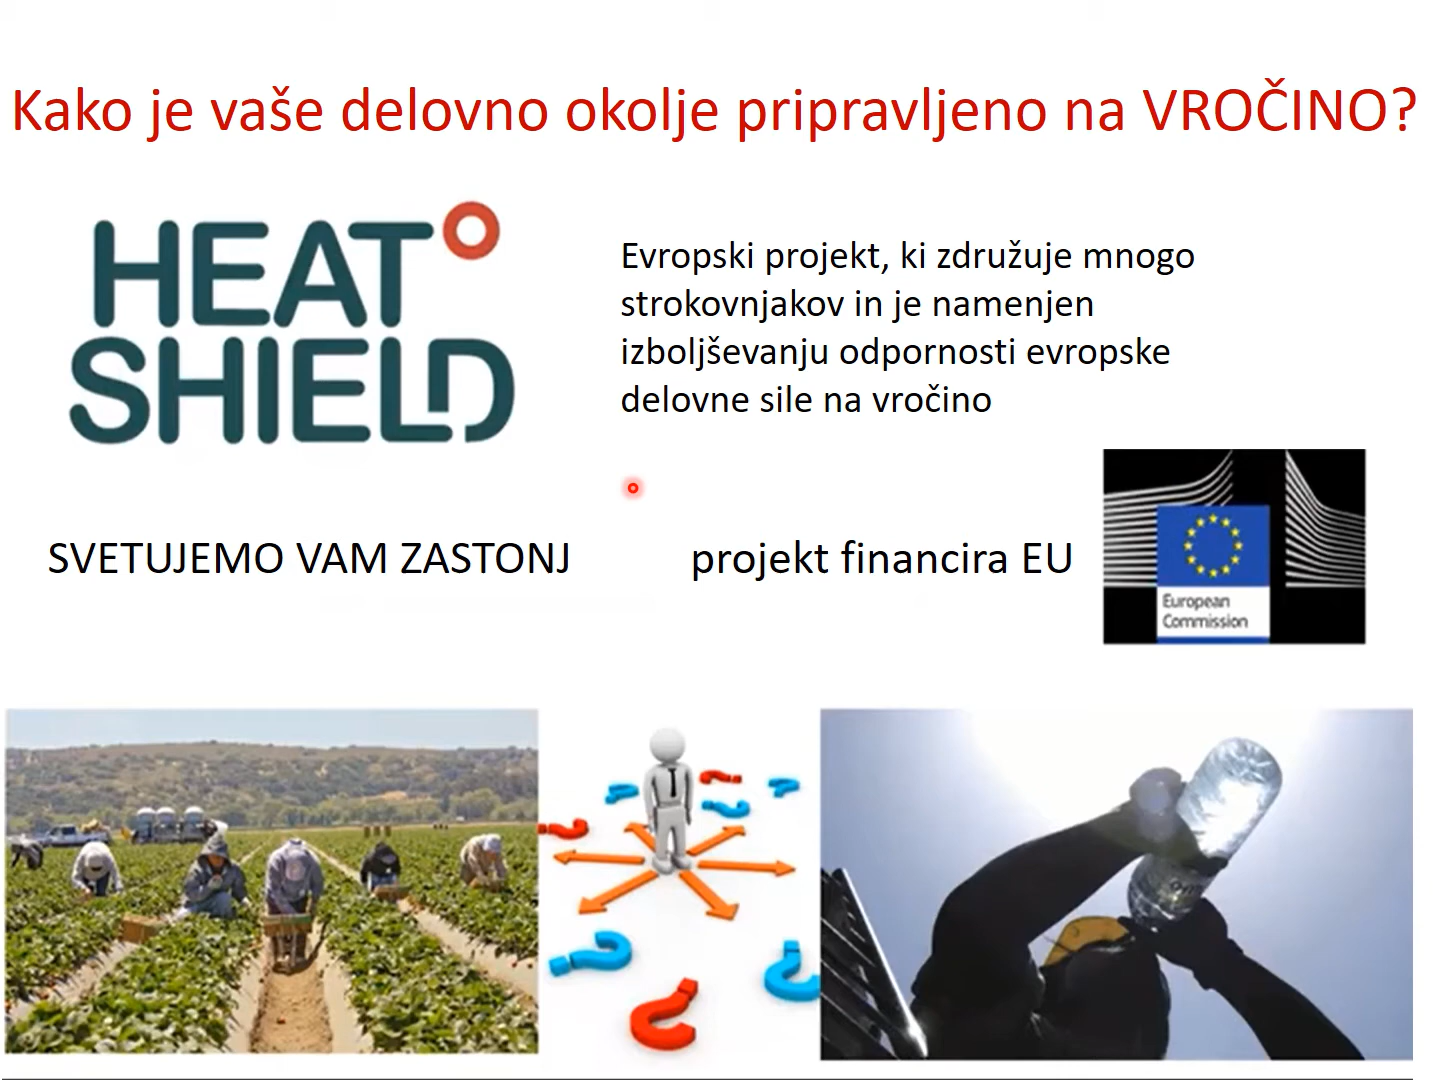 Kako je vaše delovno okolje pripravljeno na VROČINO?
HEAT
SHIELD
Evropski projekt, ki združuje mnogo
strokovnjakov in je namenjen
izboljševanju odpornosti evropske
delovne sile na vročino
SVETUJEMO VAM ZASTONJ
projekt financira EU
European
Commission